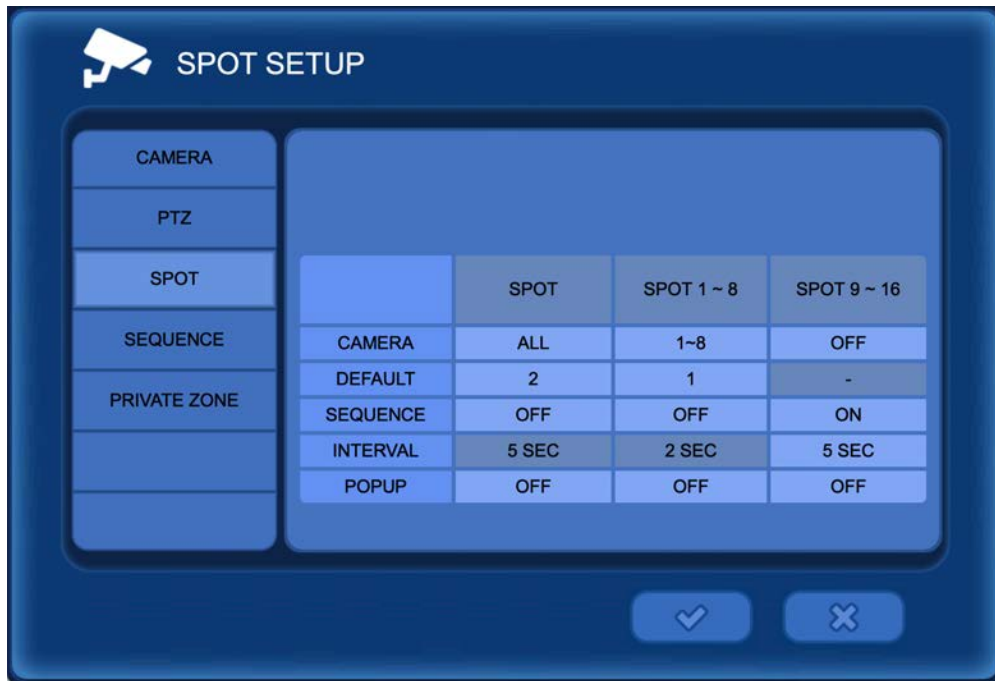 SPOT SETUP
CAMERA
PTZ
SPOT
SEQUENCE
PRIVATE ZONE
SPOT SPOT 1 ~ 8 SPOT 9 ~ 16
CAMERA ALL 1~8 OFF
DEFAULT 2 1 -
SEQUENCE OFF OFF ON
INTERVAL 5 SEC 2 SEC 5 SEC
POPUP OFF OFF OFF